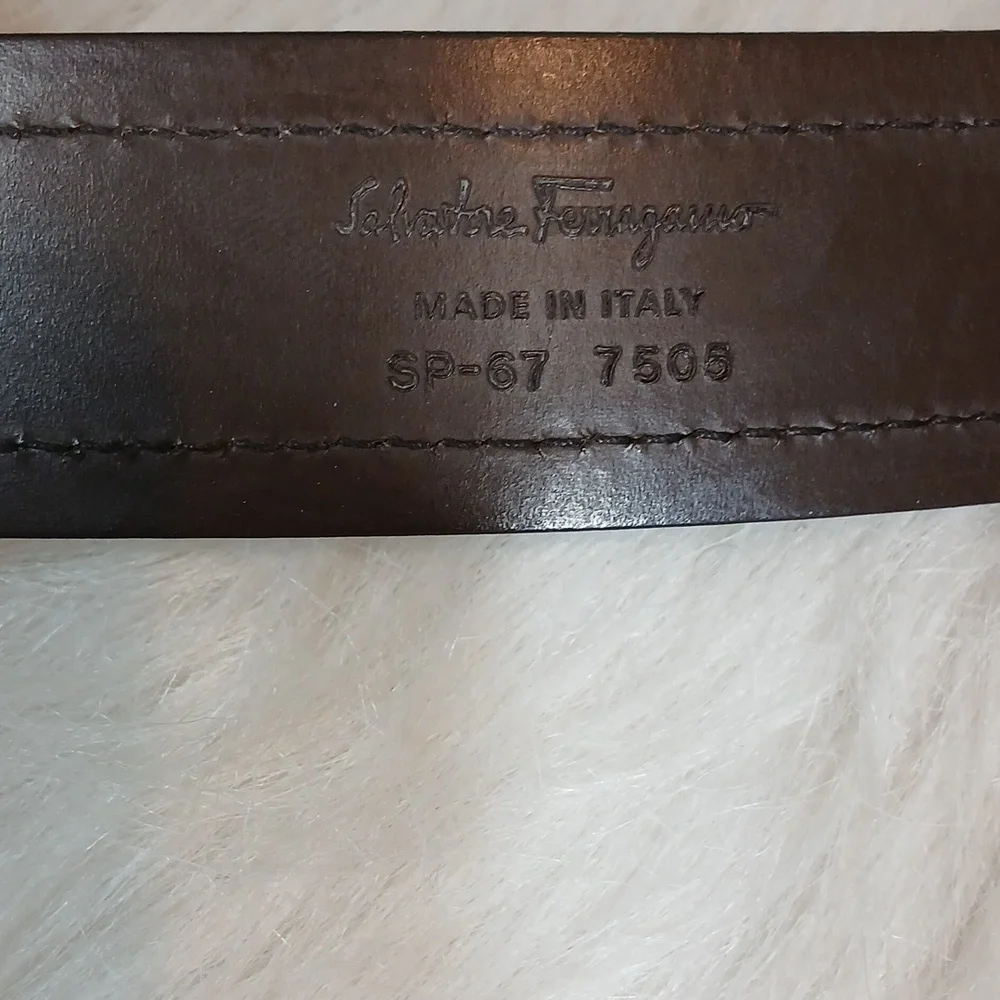 Salvatore Ferragamo
MADE IN ITALY
SP-67 7505